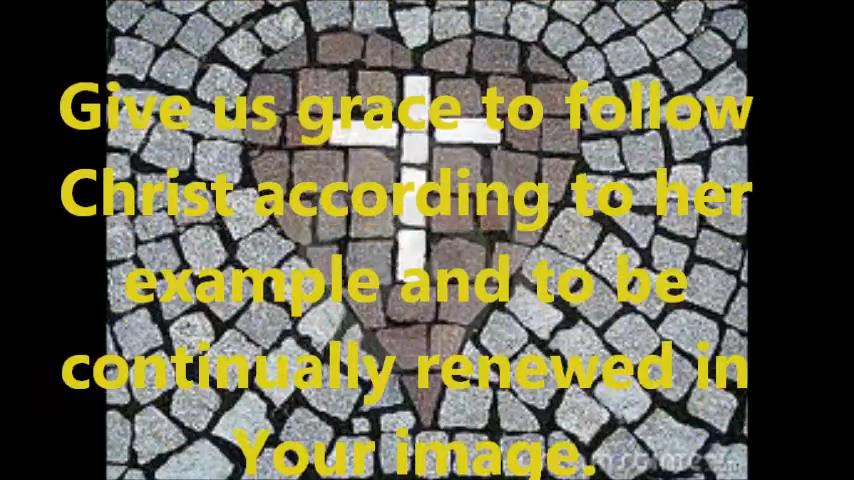 Give us grace to follow
Christ according to her
example and to be
continually renewed in
Your image.